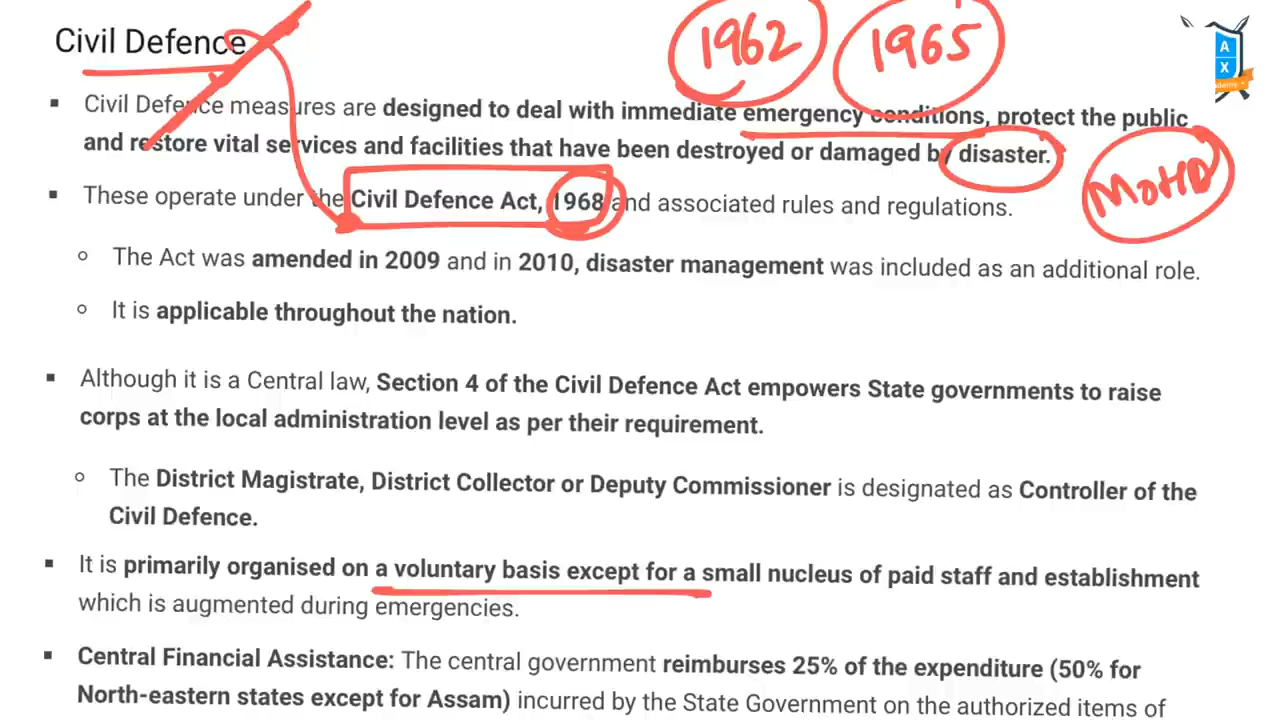 1962 1965
Civil Defence
A
X
▪ Civil Defence measures are designed to deal with immediate emergency conditions, protect the public
and restore vital services and facilities that have been destroyed or damaged by disaster.
▪ These operate under the Civil Defence Act, 1968 and associated rules and regulations.
○ The Act was amended in 2009 and in 2010, disaster management was included as an additional role.
○ It is applicable throughout the nation.
▪ Although it is a Central law, Section 4 of the Civil Defence Act empowers State governments to raise
corps at the local administration level as per their requirement.
○ The District Magistrate, District Collector or Deputy Commissioner is designated as Controller of the
Civil Defence.
▪ It is primarily organised on a voluntary basis except for a small nucleus of paid staff and establishment
which is augmented during emergencies.
▪ Central Financial Assistance: The central government reimburses 25% of the expenditure (50% for
North-eastern states except for Assam) incurred by the State Government on the authorized items of